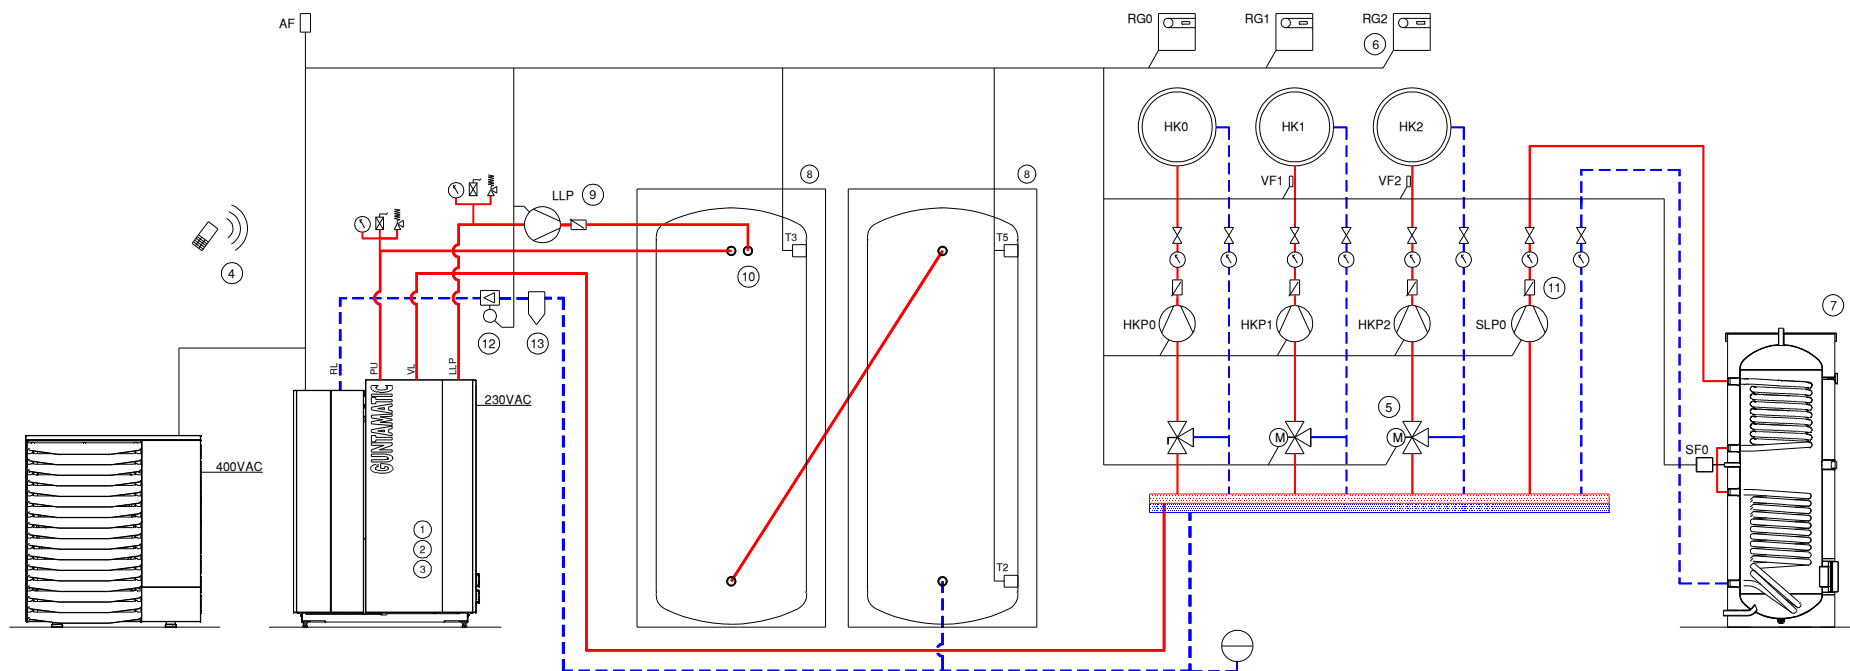 AF
RG0
RG1
RG2
6
HK0
HK1
HK2
8
8
LLP
9
VF1
VF2
T3
T5
4
10
11
12
13
HKP0
HKP1
HKP2
SLP0
7
RL
PU
VL
LLP
230VAC
GUNTAMATIC
400VAC
5
M
M
SF0
1
2
3
T2